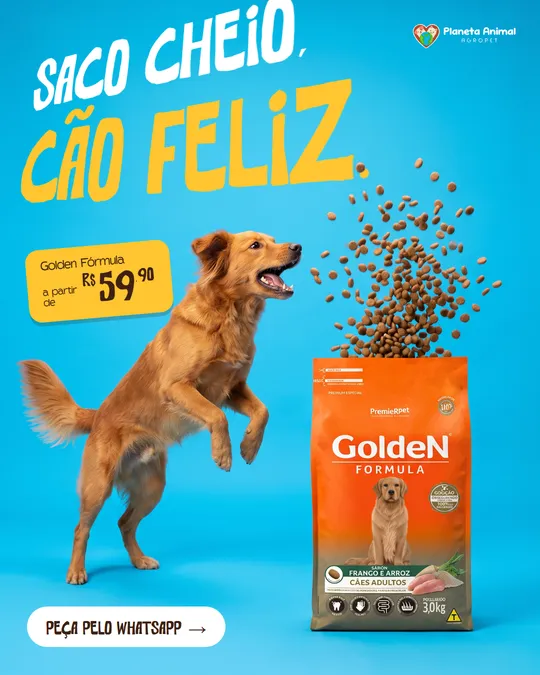 SACO CHEIO,
CÃO FELIZ.
Planeta Animal
AGROPET
Golden Fórmula
a partir de R$ 59,90
PremieRpet
GoldeN
FORMULA
SABOR
FRANGO E ARROZ
CÃES ADULTOS
3,0kg
T
PEÇA PELO WHATSAPP →